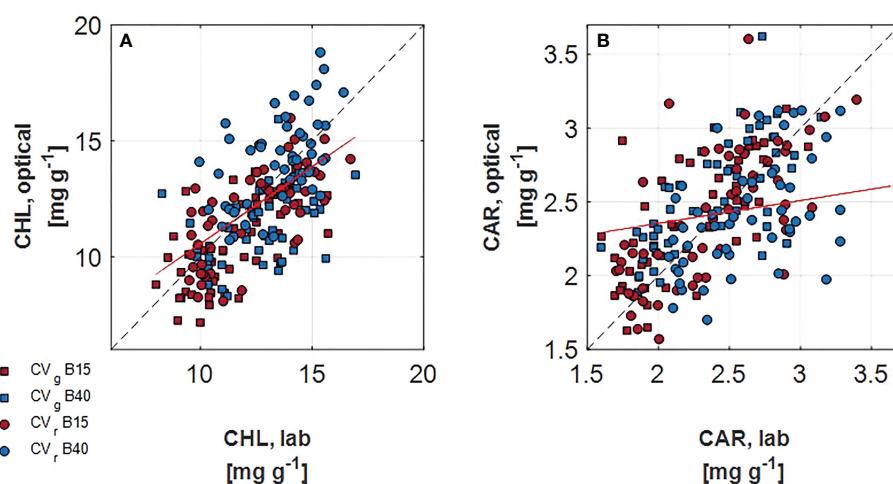 A
20
15
10
CHL, optical
[mg g-1]
10 15 20
CHL, lab
[mg g-1]
B
3.5
3
2.5
2
1.5
CAR, optical
[mg g-1]
1.5 2 2.5 3 3.5
CAR, lab
[mg g-1]
CVg B15
CVg B40
CVr B15
CVr B40